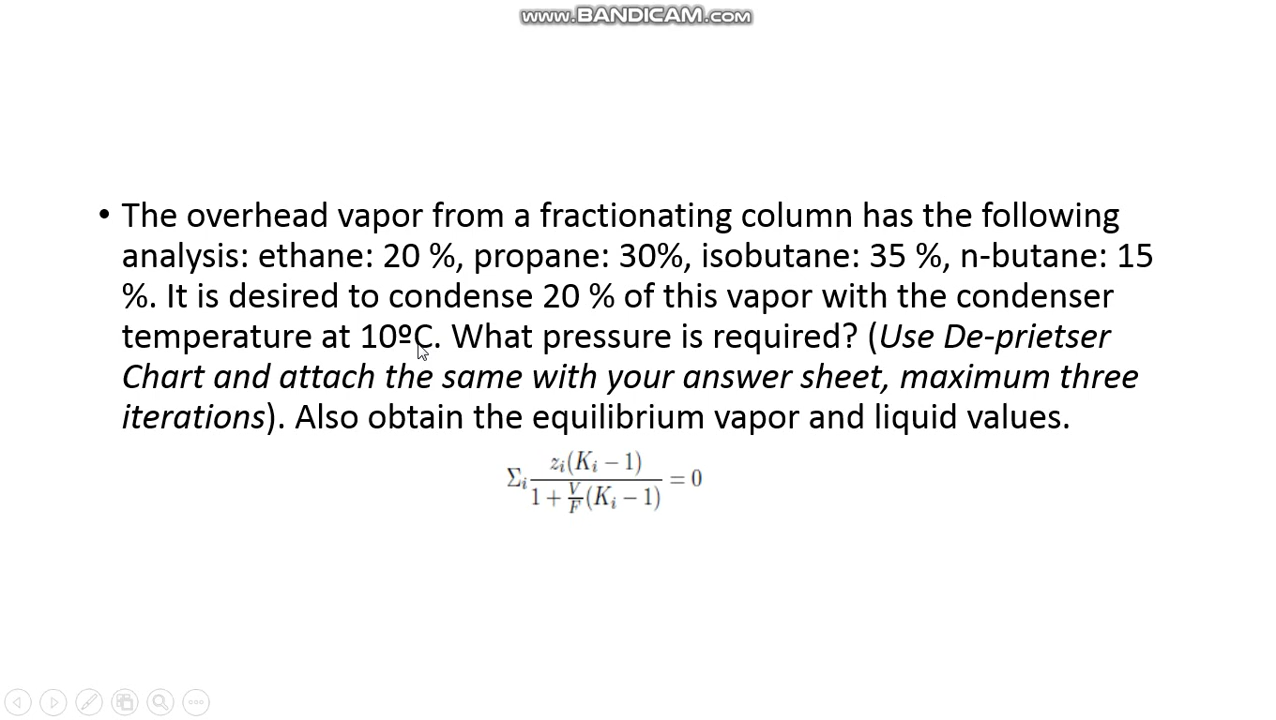 www.BANDICAM.com
• The overhead vapor from a fractionating column has the following
analysis: ethane: 20 %, propane: 30%, isobutane: 35 %, n-butane: 15
%. It is desired to condense 20 % of this vapor with the condenser
temperature at 10ºC. What pressure is required? (Use De-prietser
Chart and attach the same with your answer sheet, maximum three
iterations). Also obtain the equilibrium vapor and liquid values.
Σᵢ zᵢ(Kᵢ − 1) / 1 + V/F (Kᵢ − 1) = 0